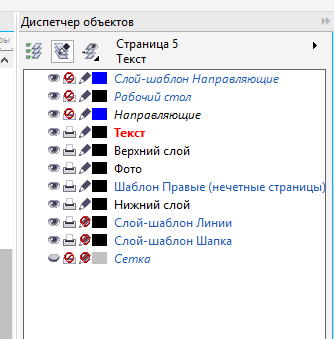 Диспетчер объектов
Страница 5
Текст
Слой-шаблон Направляющие
Рабочий стол
Направляющие
Текст
Верхний слой
Фото
Шаблон Правые (нечетные страницы)
Нижний слой
Слой-шаблон Линии
Слой-шаблон Шапка
Сетка